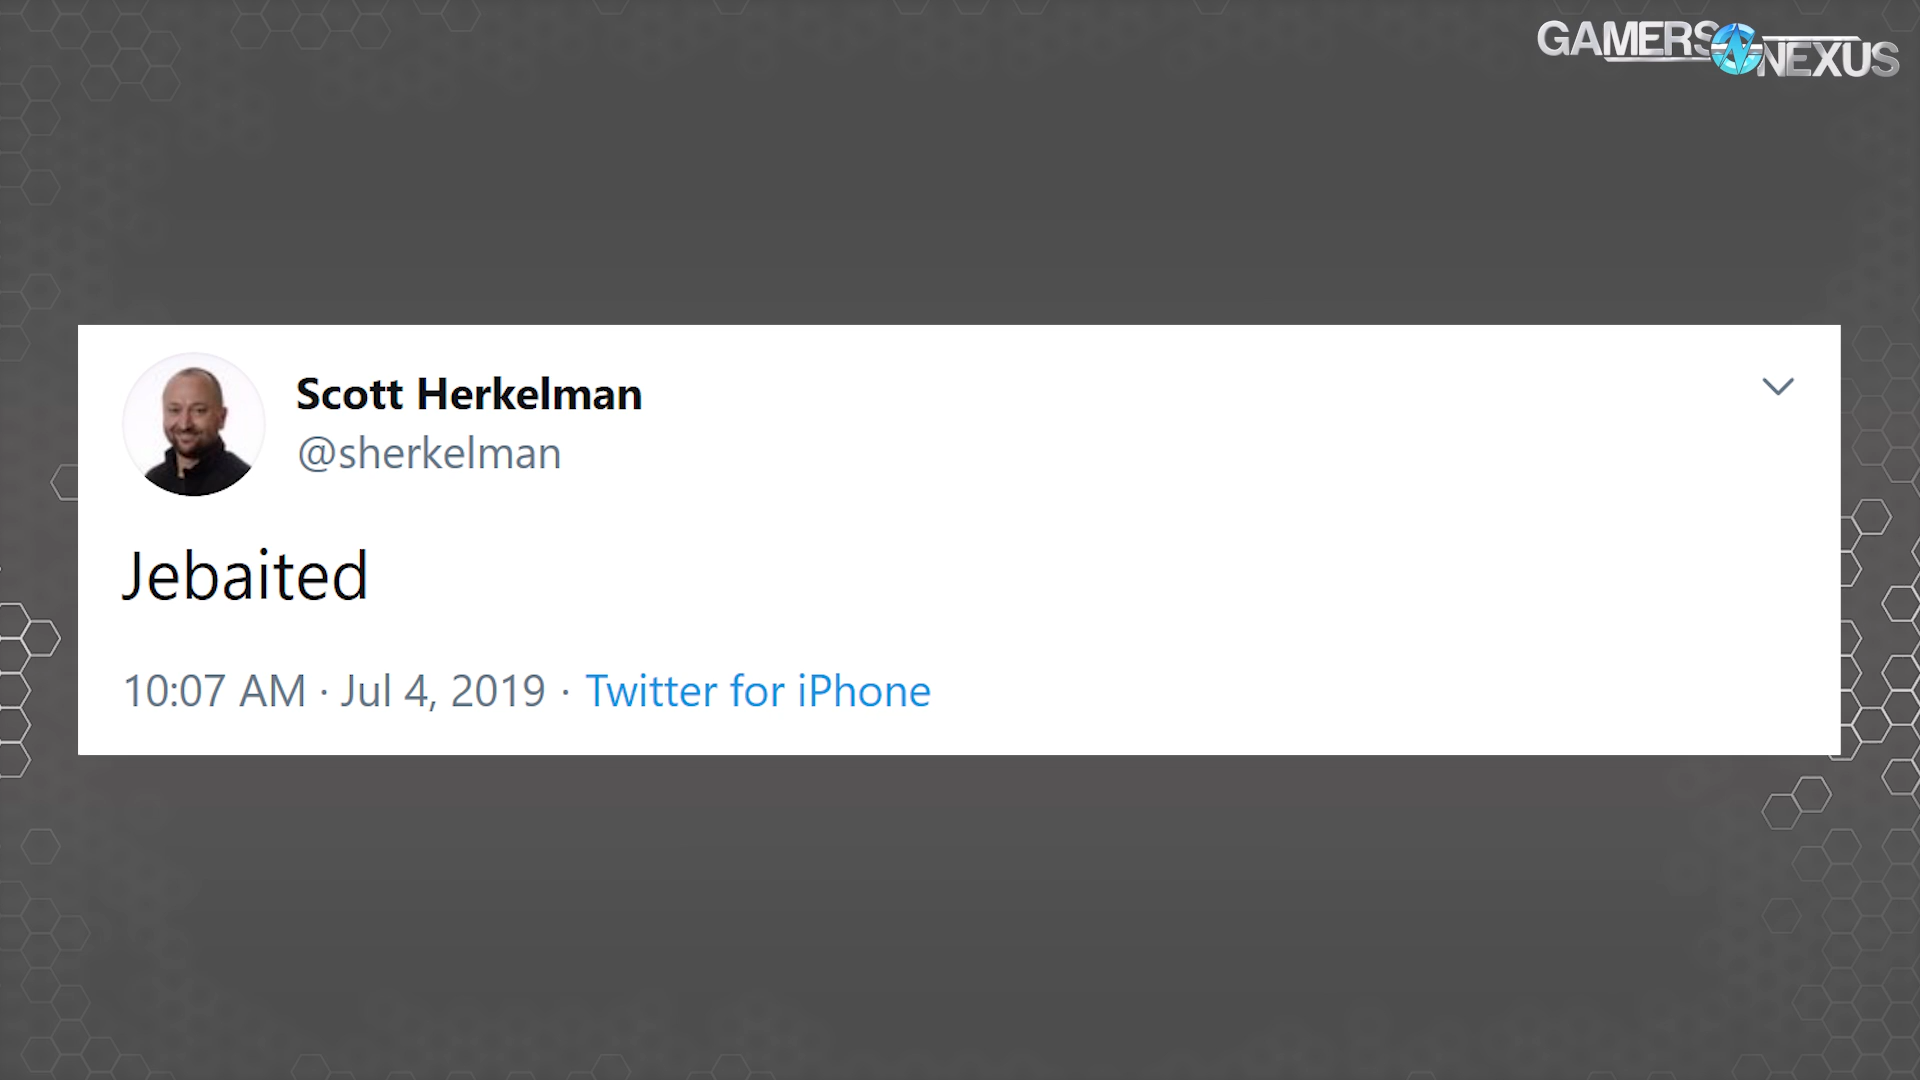 GAMERS NEXUS
Scott Herkelman
@sherkelman
Jebaited
10:07 AM · Jul 4, 2019 · Twitter for iPhone